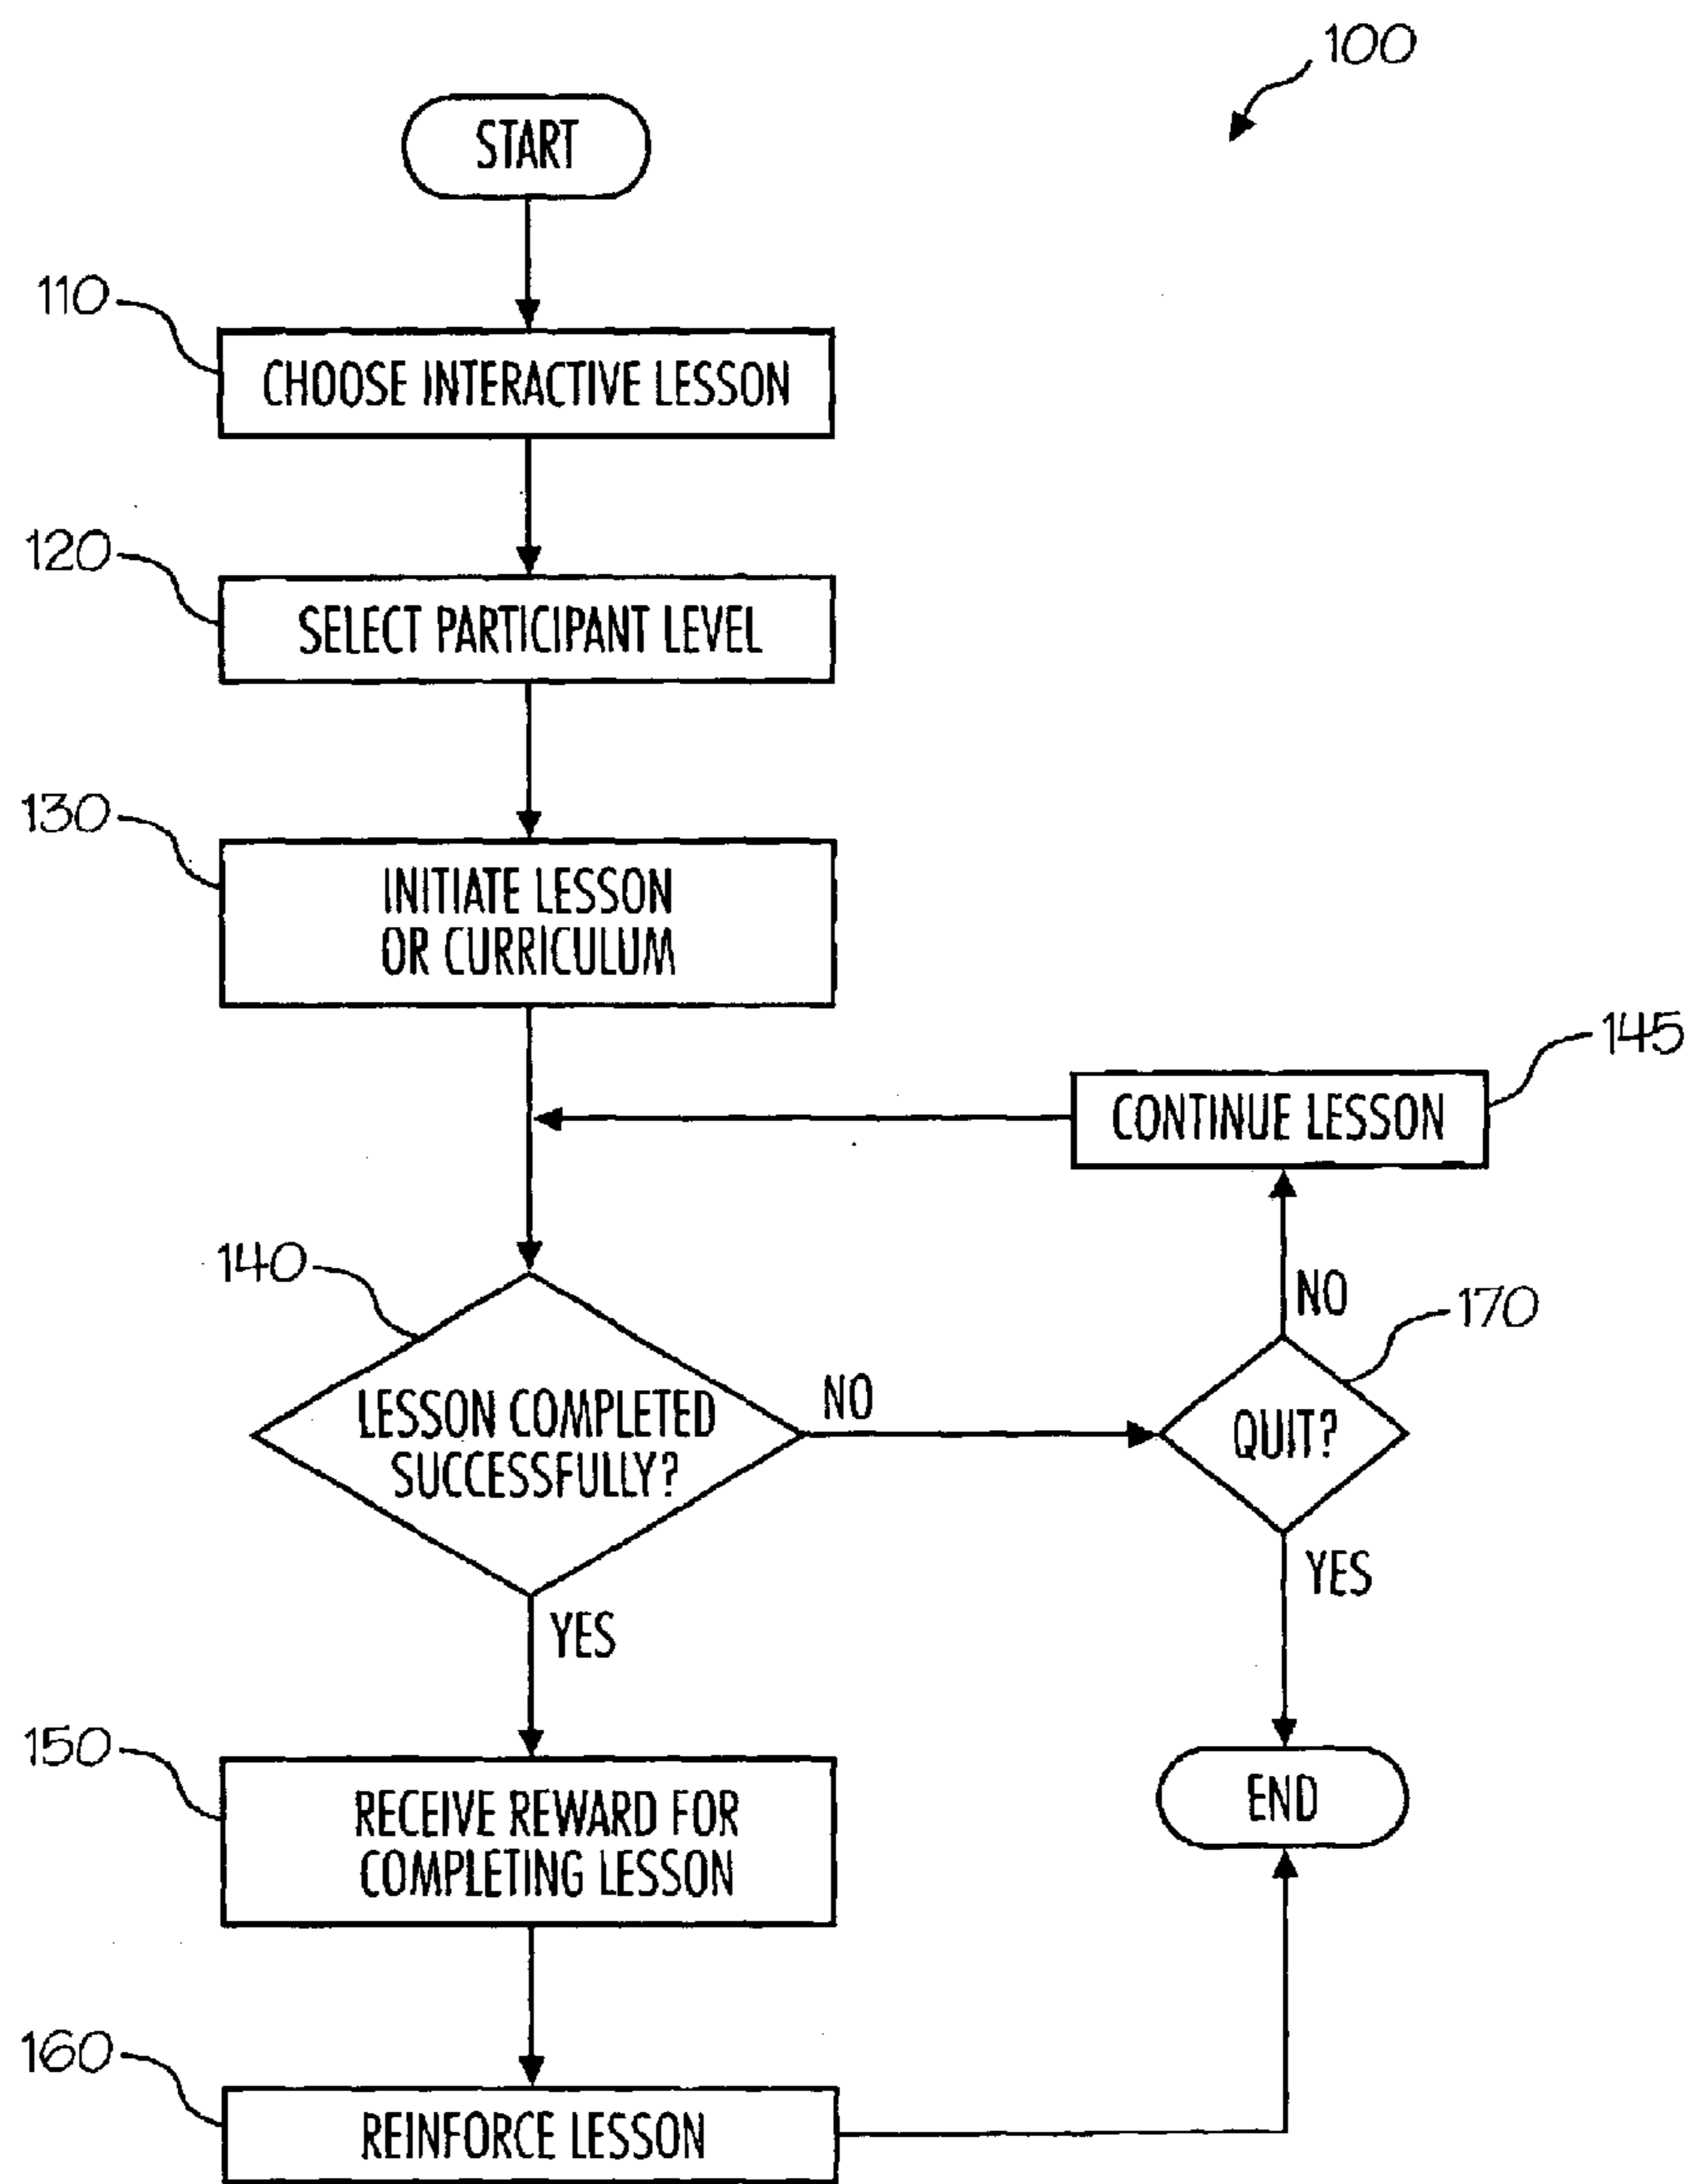 100
START
110
CHOOSE INTERACTIVE LESSON
120
SELECT PARTICIPANT LEVEL
130
INITIATE LESSON
OR CURRICULUM
145
CONTINUE LESSON
140
NO
170
LESSON COMPLETED
SUCCESSFULLY?
NO
QUIT?
YES
YES
150
RECEIVE REWARD FOR
COMPLETING LESSON
END
160
REINFORCE LESSON